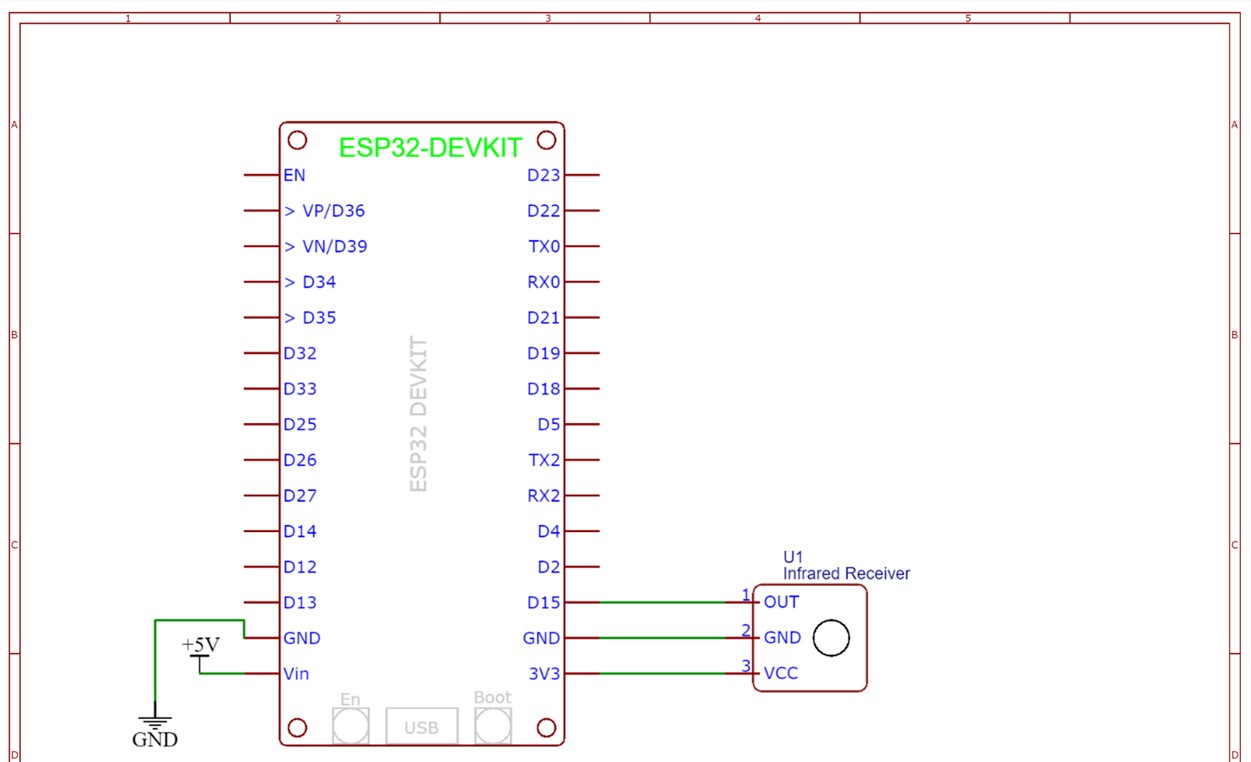 1 2 3 4 5
A A
ESP32-DEVKIT
EN D23
> VP/D36 D22
> VN/D39 TX0
> D34 RX0
> D35 D21
B B
D32 D19
D33 D18
ESP32 DEVKIT
D25 D5
D26 TX2
D27 RX2
D14 D4
C C
U1
Infrared Receiver
D12 D2
D13 D15 1 OUT
+5V
GND GND 2 GND
Vin 3V3 3 VCC
En Boot
USB
GND
D D